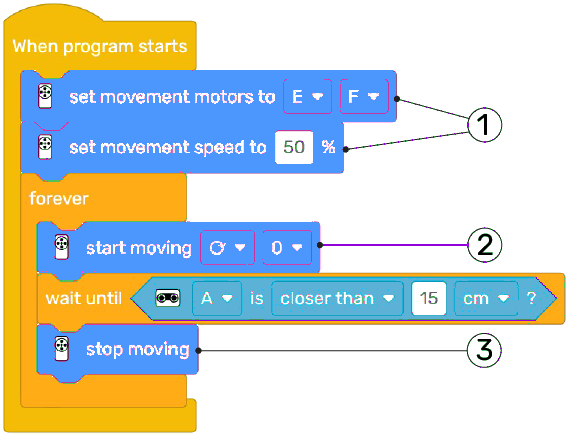 When program starts
set movement motors to E F
1
set movement speed to 50 %
forever
start moving 0
2
wait until A is closer than 15 cm ?
stop moving
3